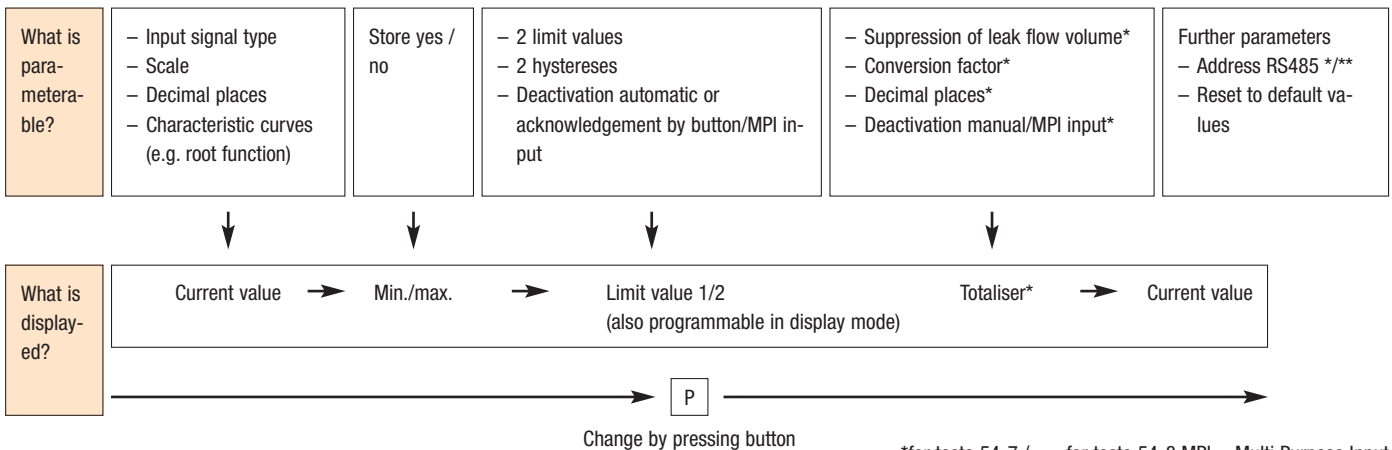 What is
para-
metera-
ble?
– Input signal type
– Scale
– Decimal places
– Characteristic curves
(e.g. root function)
Store yes /
no
– 2 limit values
– 2 hystereses
– Deactivation automatic or
acknowledgement by button/MPI in-
put
– Suppression of leak flow volume*
– Conversion factor*
– Decimal places*
– Deactivation manual/MPI input*
Further parameters
– Address RS485 */**
– Reset to default va-
lues
What is
display-
ed?
Current value
Min./max.
Limit value 1/2
(also programmable in display mode)
Totaliser*
Current value
P
Change by pressing button